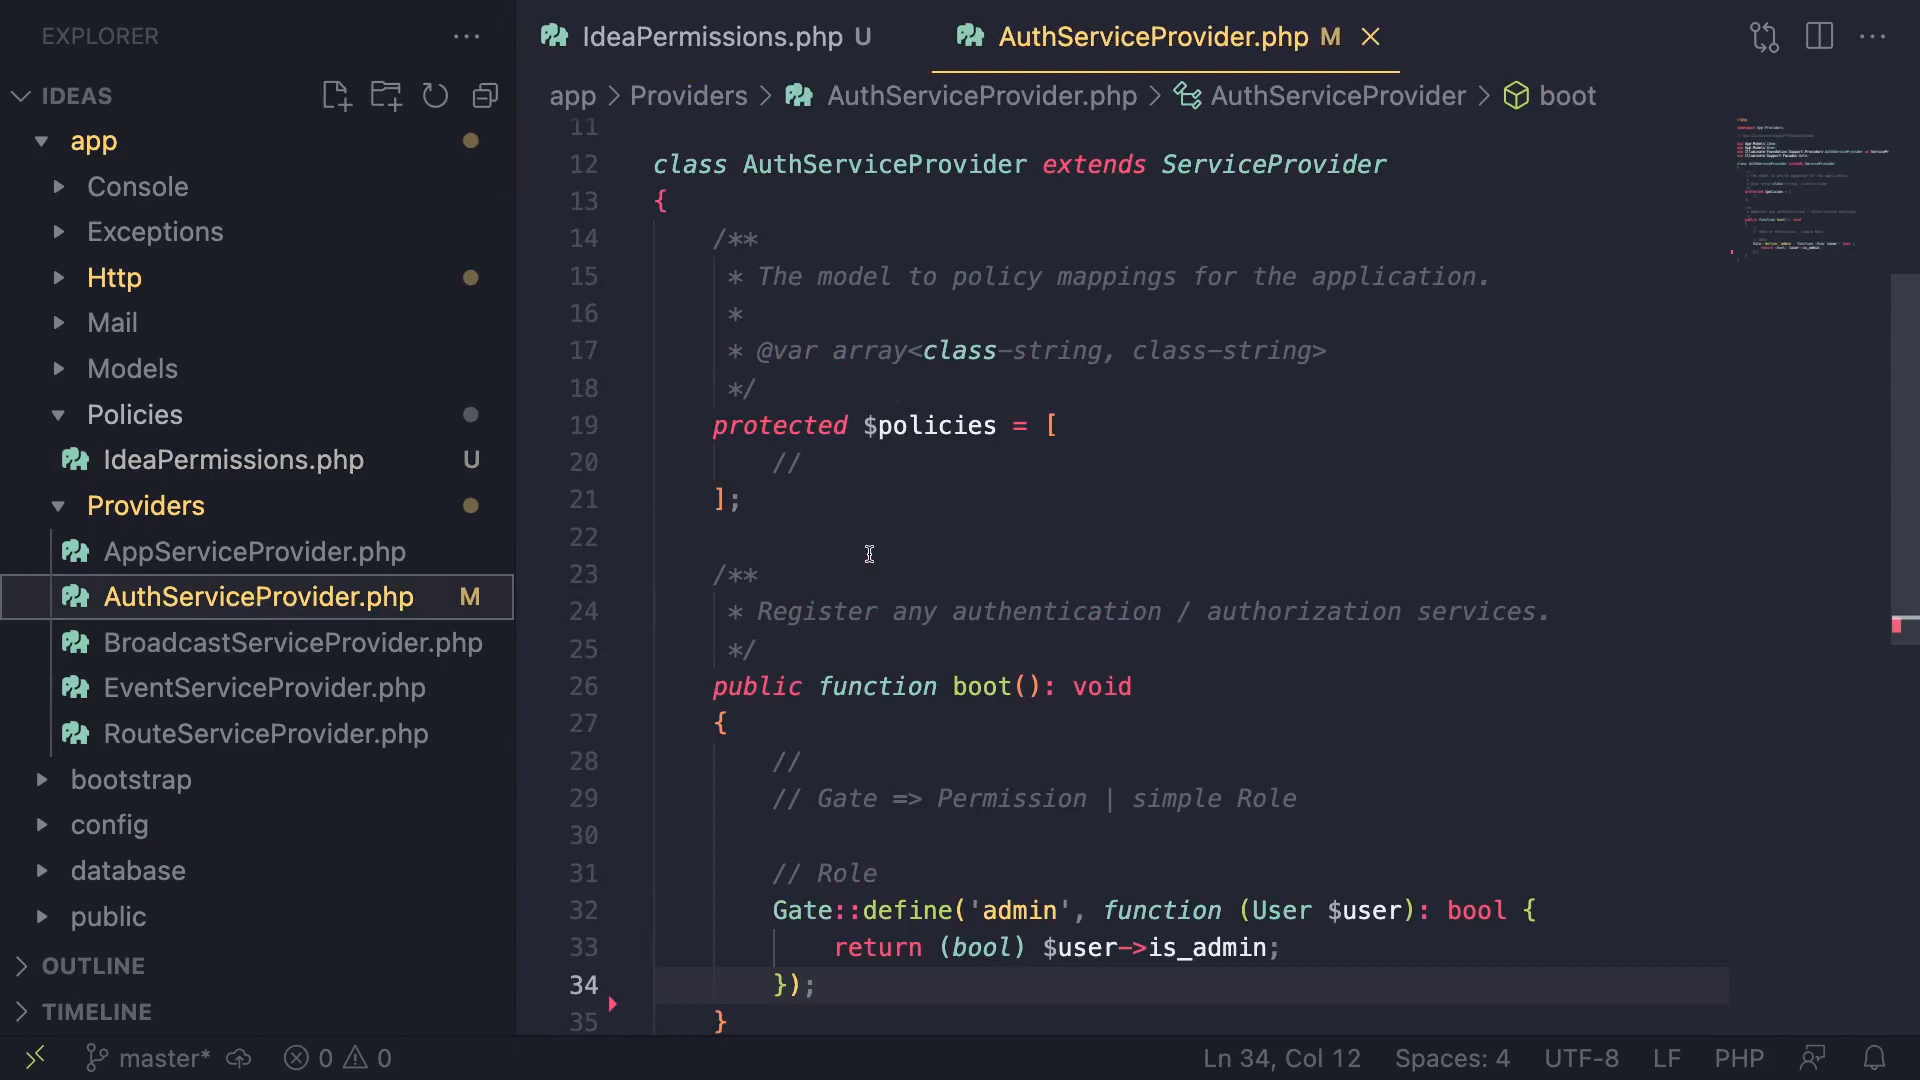 EXPLORER
IDEAS
app
Console
Exceptions
Http
Mail
Models
Policies
IdeaPermissions.php U
Providers
AppServiceProvider.php
AuthServiceProvider.php M
BroadcastServiceProvider.php
EventServiceProvider.php
RouteServiceProvider.php
bootstrap
config
database
public
OUTLINE
TIMELINE
IdeaPermissions.php U
AuthServiceProvider.php M
app > Providers > AuthServiceProvider.php > AuthServiceProvider > boot
11
12 class AuthServiceProvider extends ServiceProvider
13 {
14 /**
15 * The model to policy mappings for the application.
16 *
17 * @var array<class-string, class-string>
18 */
19 protected $policies = [
20 //
21 ];
22
23 /**
24 * Register any authentication / authorization services.
25 */
26 public function boot(): void
27 {
28 //
29 // Gate => Permission | simple Role
30
31 // Role
32 Gate::define('admin', function (User $user): bool {
33 return (bool) $user->is_admin;
34 });
35 }
master* 0 0
Ln 34, Col 12 Spaces: 4 UTF-8 LF PHP